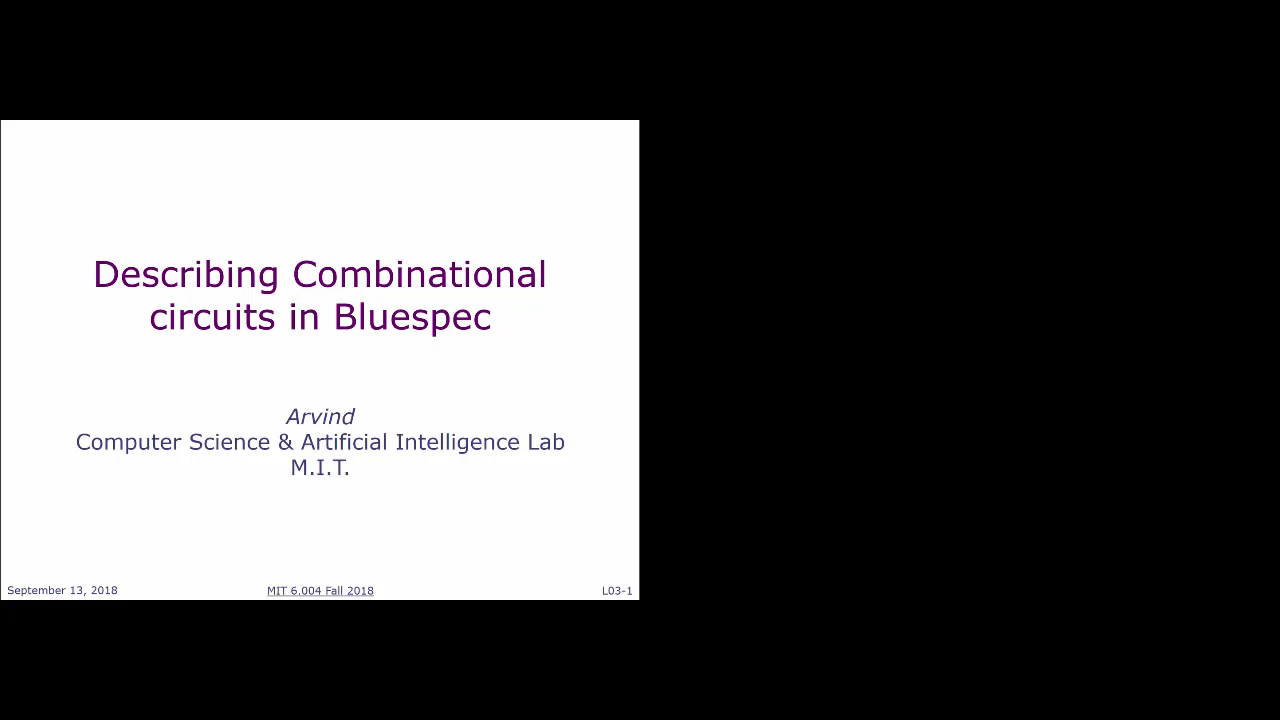 Describing Combinational
circuits in Bluespec
Arvind
Computer Science & Artificial Intelligence Lab
M.I.T.
September 13, 2018
MIT 6.004 Fall 2018
L03-1